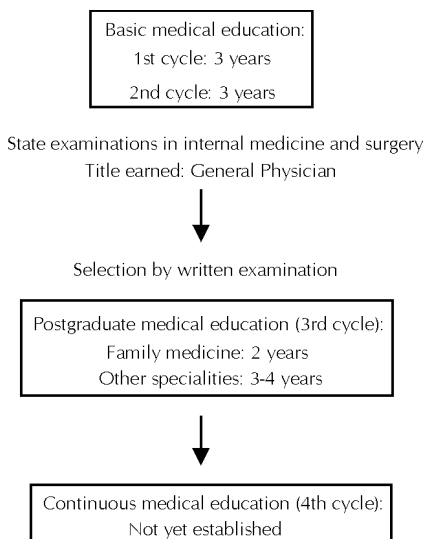 Basic medical education:
1st cycle: 3 years
2nd cycle: 3 years
State examinations in internal medicine and surgery
Title earned: General Physician
Selection by written examination
Postgraduate medical education (3rd cycle):
Family medicine: 2 years
Other specialities: 3-4 years
Continuous medical education (4th cycle):
Not yet established